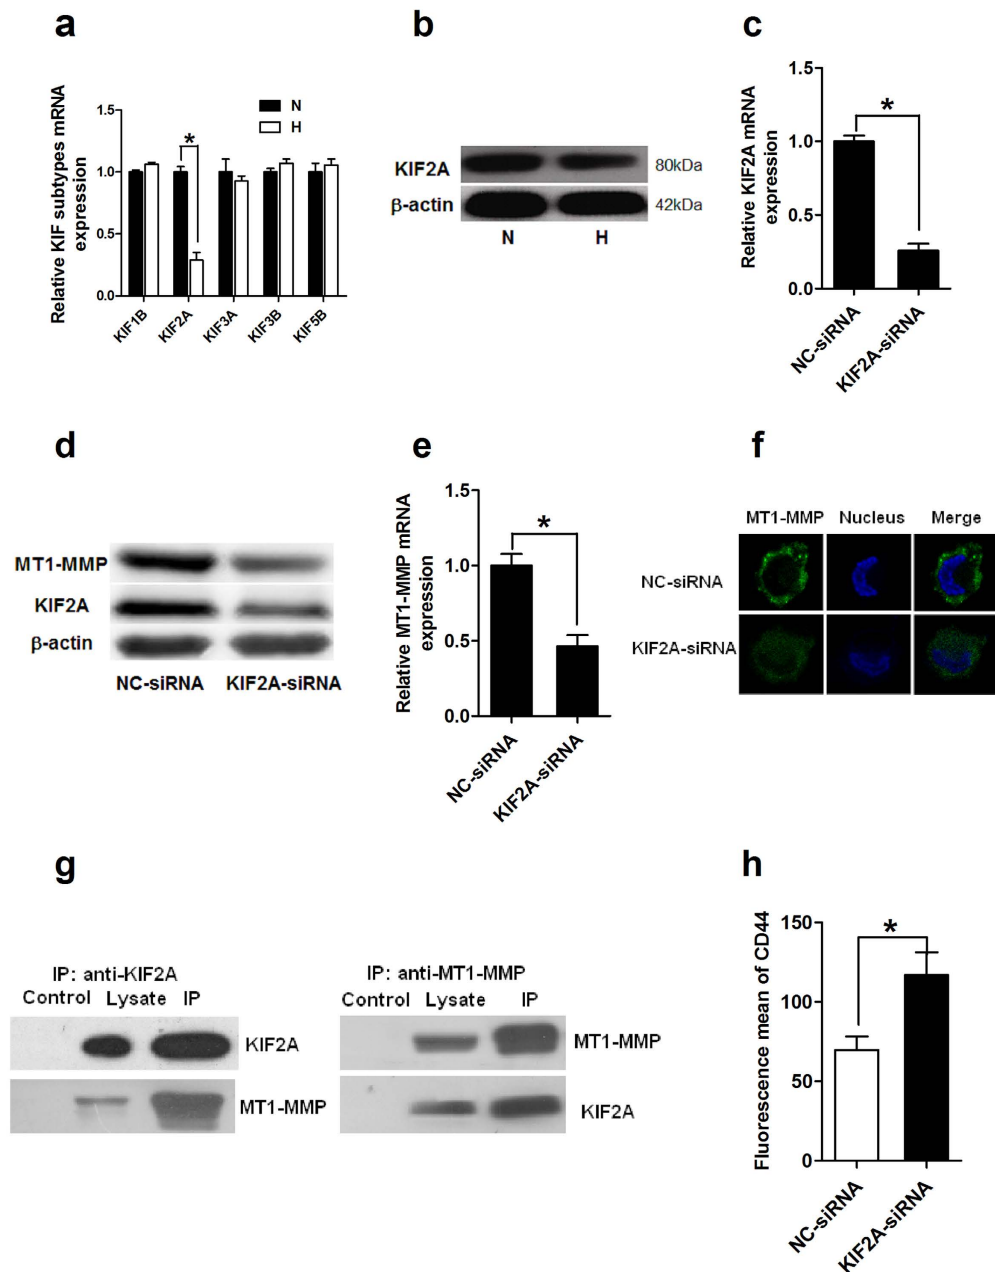 a
Relative KIF subtypes mRNA
expression
1.5
1.0
0.5
0.0
N
H
*
KIF1B
KIF2A
KIF3A
KIF3B
KIF5B
b
KIF2A
80kDa
β-actin
42kDa
N H
c
Relative KIF2A mRNA
expression
1.5
1.0
0.5
0.0
*
NC-siRNA
KIF2A-siRNA
d
MT1-MMP
KIF2A
β-actin
NC-siRNA KIF2A-siRNA
e
Relative MT1-MMP mRNA
expression
1.5
1.0
0.5
0.0
*
NC-siRNA
KIF2A-siRNA
f
MT1-MMP Nucleus Merge
NC-siRNA
KIF2A-siRNA
g
IP: anti-KIF2A
Control Lysate IP
KIF2A
MT1-MMP
IP: anti-MT1-MMP
Control Lysate IP
MT1-MMP
KIF2A
h
Fluorescence mean of CD44
150
100
50
0
*
NC-siRNA
KIF2A-siRNA